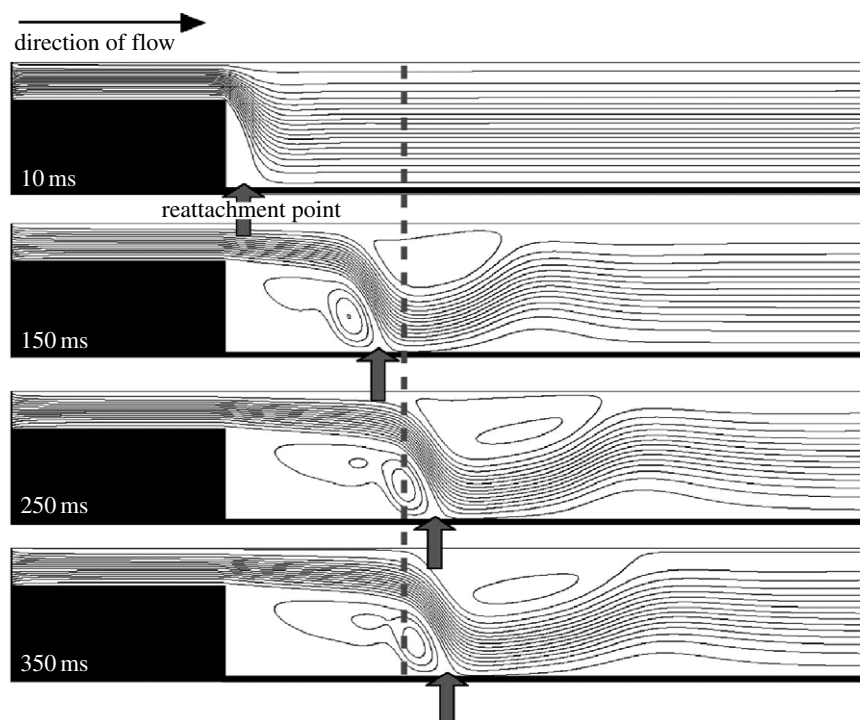 direction of flow
10 ms
reattachment point
150 ms
250 ms
350 ms